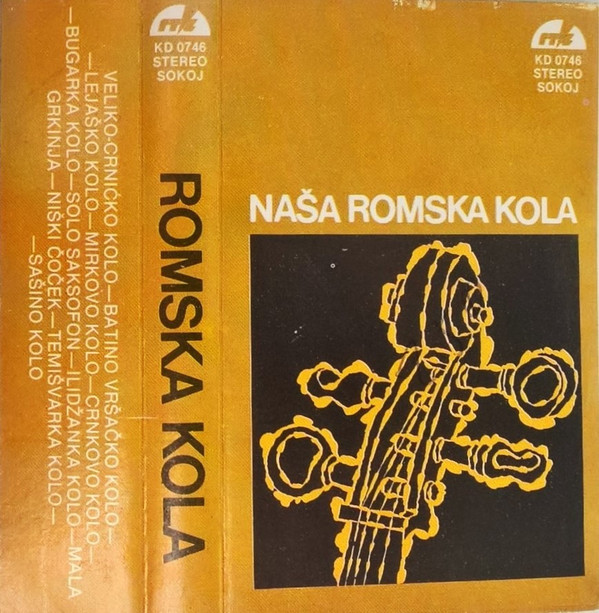 VELIKO-CRNIĆKO KOLO—BATINO VRŠAČKO KOLO—
—LEJAŠKO KOLO—MIRKOVO KOLO—CRNKOVO KOLO—
—BUGARKA KOLO—SOLO SAKSOFON—ILIDŽANKA KOLO—MALA
GRKINJA—NIŠKI ČOČEK—TEMIŠVARKA KOLO—
—SAŠINO KOLO
KD 0746
STEREO
SOKOJ
ROMSKA KOLA
KD 0746
STEREO
SOKOJ
NAŠA ROMSKA KOLA